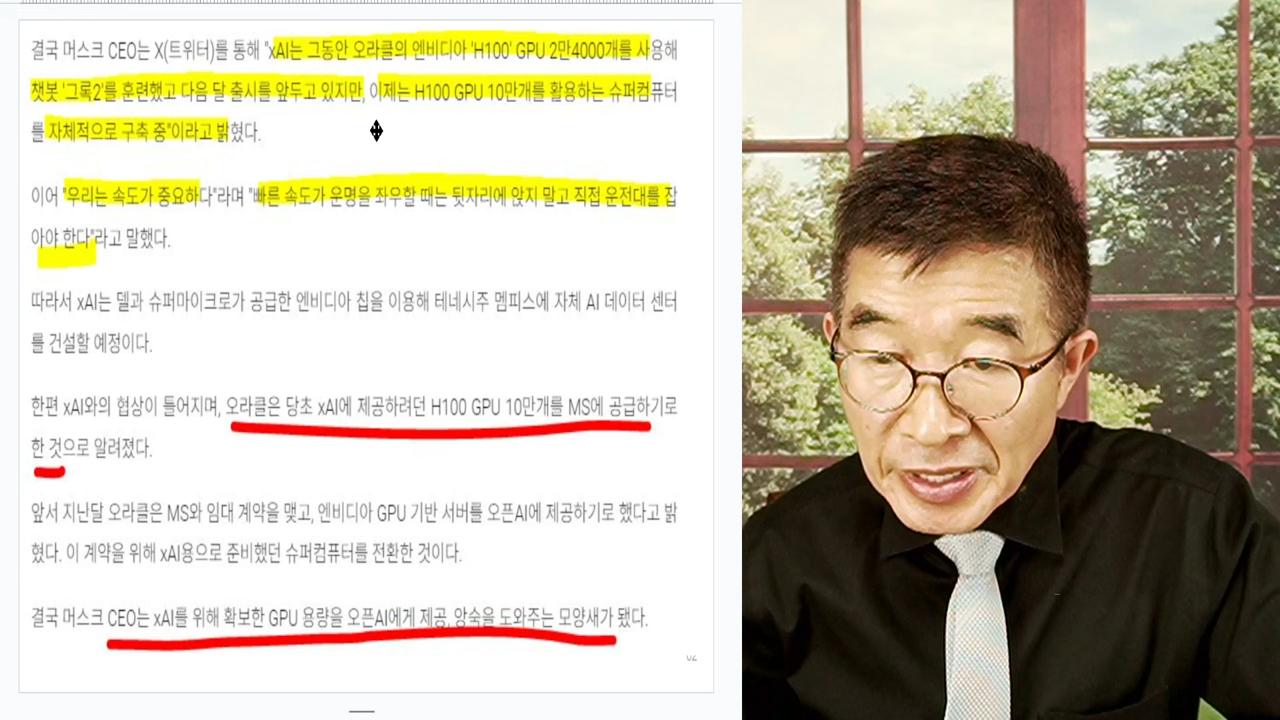 결국 머스크 CEO는 X(트위터)를 통해 "xAI는 그동안 오라클의 엔비디아 'H100' GPU 2만4000개를 사용해
챗봇 '그록2'를 훈련했고 다음 달 출시를 앞두고 있지만, 이제는 H100 GPU 10만개를 활용하는 슈퍼컴퓨터
를 자체적으로 구축 중"이라고 밝혔다.
이어 "우리는 속도가 중요하다"라며 "빠른 속도가 운명을 좌우할 때는 뒷자리에 앉지 말고 직접 운전대를 잡
아야 한다"라고 말했다.
따라서 xAI는 델과 슈퍼마이크로가 공급한 엔비디아 칩을 이용해 테네시주 멤피스에 자체 AI 데이터 센터
를 건설할 예정이다.
한편 xAI와의 협상이 틀어지며, 오라클은 당초 xAI에 제공하려던 H100 GPU 10만개를 MS에 공급하기로
한 것으로 알려졌다.
앞서 지난달 오라클은 MS와 임대 계약을 맺고, 엔비디아 GPU 기반 서버를 오픈AI에 제공하기로 했다고 밝
혔다. 이 계약을 위해 xAI용으로 준비했던 슈퍼컴퓨터를 전환한 것이다.
결국 머스크 CEO는 xAI를 위해 확보한 GPU 용량을 오픈AI에게 제공, 앙숙을 도와주는 모양새가 됐다.